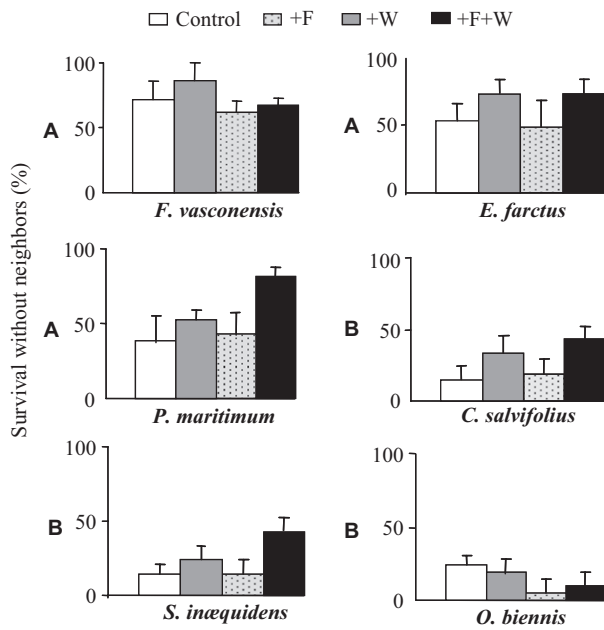 Control +F +W +F+W
Survival without neighbors (%)
100
50
0
A
F. vasconensis
100
50
0
A
E. farctus
100
50
0
A
P. maritimum
100
50
0
B
C. salvifolius
100
50
0
B
S. inæquidens
100
50
0
B
O. biennis